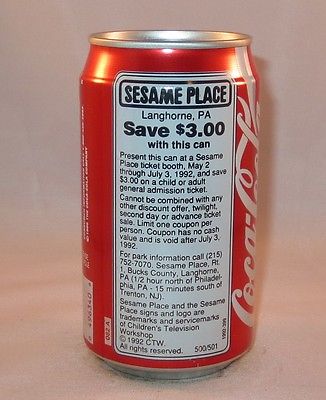 SESAME PLACE
Langhorne, PA
Save $3.00
with this can
Present this can at a Sesame
Place ticket booth, May 2
through July 3, 1992, and save
$3.00 on a child or adult
general admission ticket.
Cannot be combined with any
other discount offer, twilight,
second day or advance ticket
sale. Limit one coupon per
person. Coupon has no cash
value and is void after July 3,
1992.
For park information call (215)
752-7070. Sesame Place, Rt.
1, Bucks County, Langhorne,
PA (1/2 hour north of Philadel-
phia, PA - 15 minutes south of
Trenton, NJ).
Sesame Place and the Sesame
Place signs and logo are
trademarks and servicemarks
of Children's Television
Workshop
© 1992 CTW.
All rights reserved. 500/501
Coca-Cola